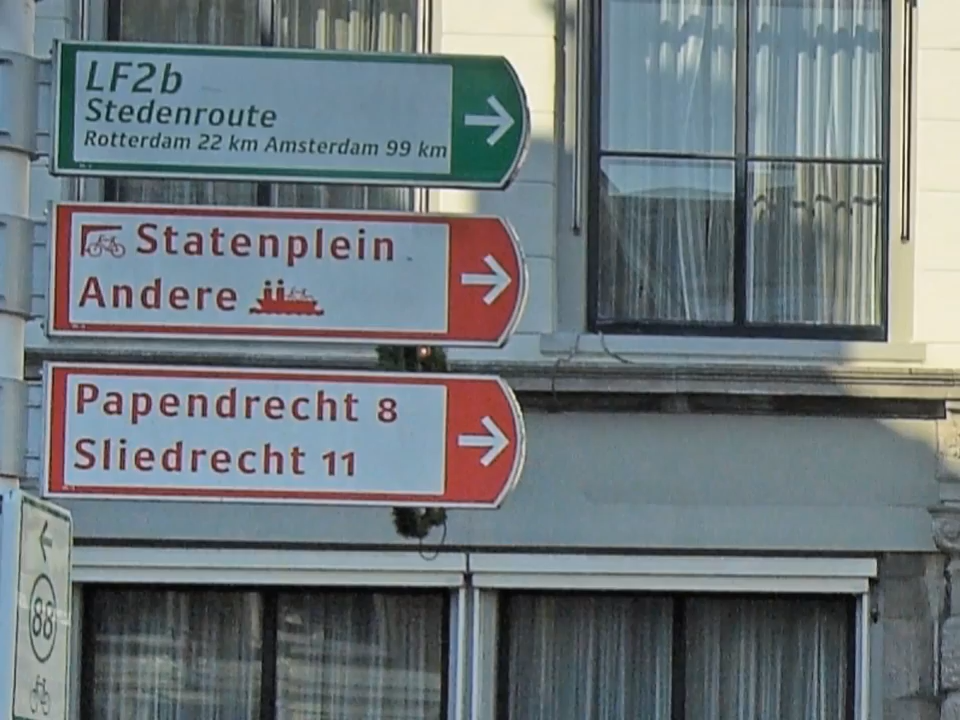 LF2b
Stedenroute
Rotterdam 22 km Amsterdam 99 km
Statenplein
Andere
Papendrecht 8
Sliedrecht 11
88